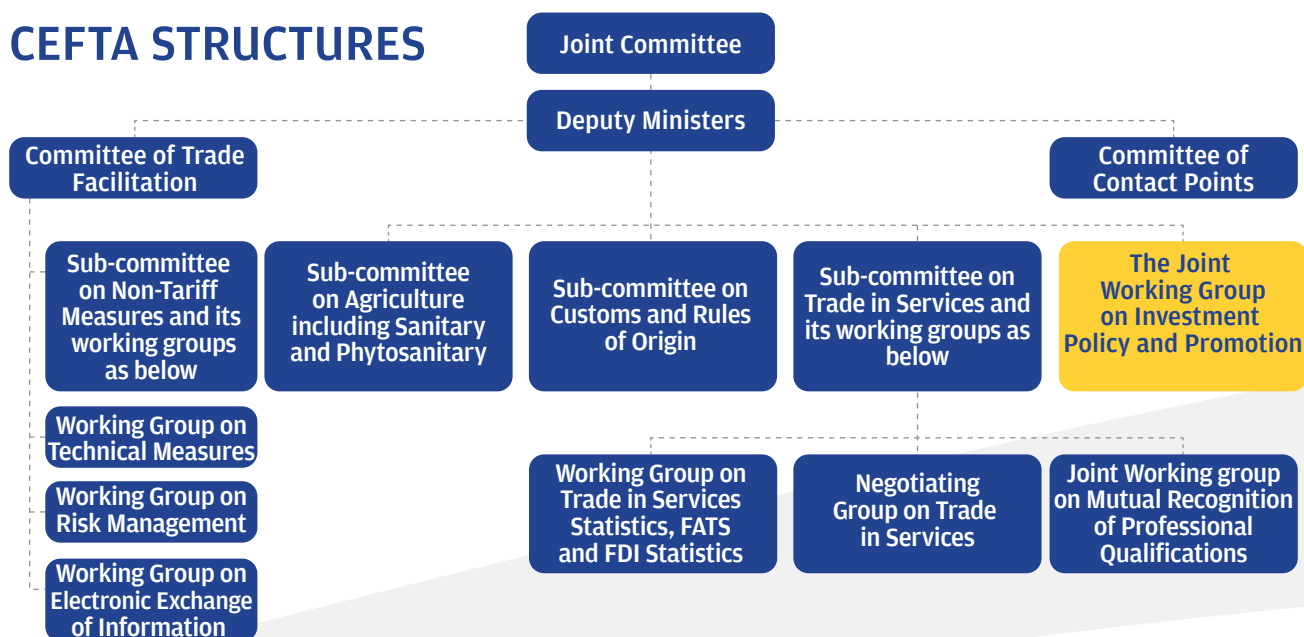 CEFTA STRUCTURES
Joint Committee
Deputy Ministers
Committee of Trade
Facilitation
Committee of
Contact Points
Sub-committee
on Non-Tariff
Measures and its
working groups
as below
Sub-committee
on Agriculture
including Sanitary
and Phytosanitary
Sub-committee on
Customs and Rules
of Origin
Sub-committee on
Trade in Services and
its working groups as
below
The Joint
Working Group
on Investment
Policy and Promotion
Working Group on
Technical Measures
Working Group on
Risk Management
Working Group on
Electronic Exchange
of Information
Working Group on
Trade in Services
Statistics, FATS
and FDI Statistics
Negotiating
Group on Trade
in Services
Joint Working group
on Mutual Recognition
of Professional
Qualifications